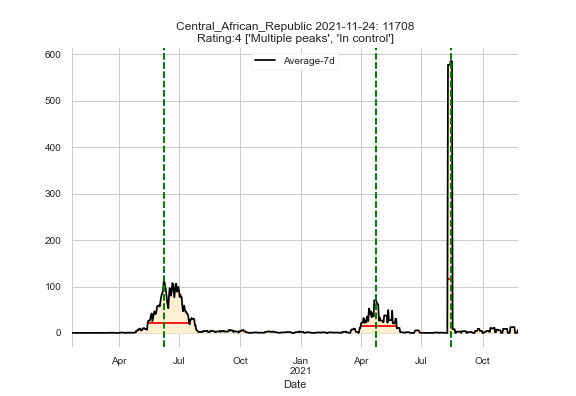 Central_African_Republic 2021-11-24: 11708
Rating:4 ['Multiple peaks', 'In control']
Average-7d
600
500
400
300
200
100
0
Apr
Jul
Oct
Jan
2021
Apr
Jul
Oct
Date